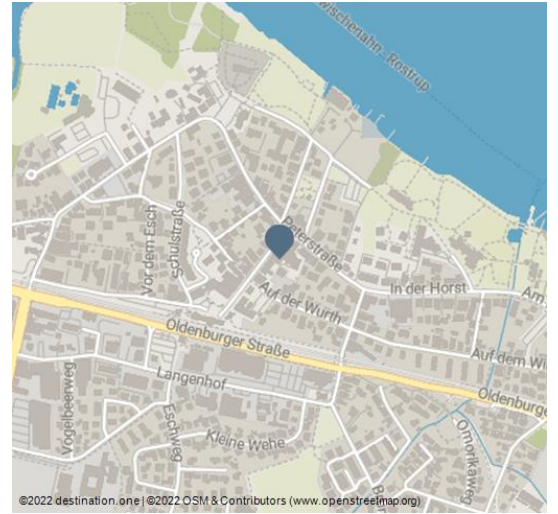 wischenahn - Rostrup
Vor dem Esch
Schulstraße
Peterstraße
In der Horst
Am
Auf der Wurth
Oldenburger Straße
Auf dem Wi
Langenhof
Oldenburge
Vogelbeerweg
Eschweg
Kleine Wehe
Omorikaweg
©2022 destination.one | ©2022 OSM & Contributors (www.openstreetmap.org)